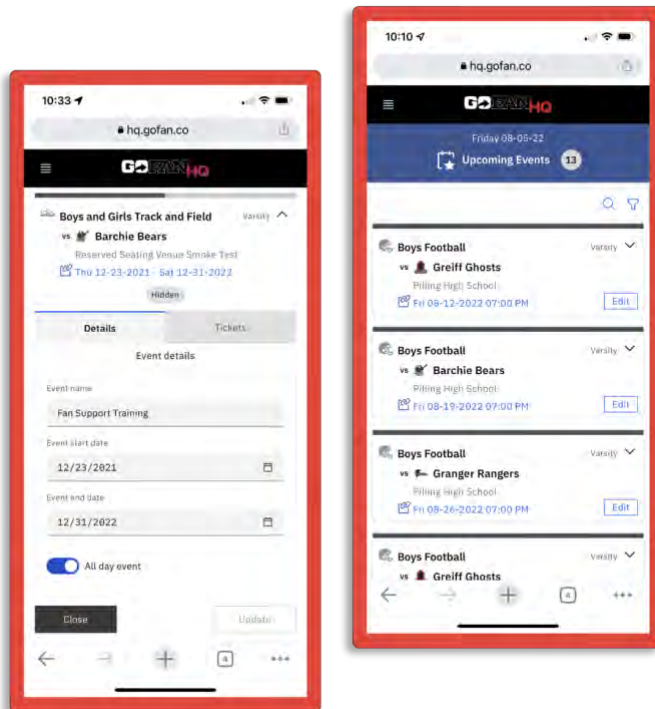 10:33
hq.gofan.co
GOFAN HQ
Boys and Girls Track and Field Varsity
vs Barchie Bears
Reserved Seating Venue Smoke Test
Thu 12-23-2021 - Sat 12-31-2022
Hidden
Details Tickets
Event details
Event name
Fan Support Training
Event start date
12/23/2021
Event end date
12/31/2022
All day event
Close Update
4
10:10
hq.gofan.co
GOFAN HQ
Friday 08-05-22
Upcoming Events 13
Boys Football Varsity
vs Greiff Ghosts
Pilling High School
Fri 08-12-2022 07:00 PM Edit
Boys Football Varsity
vs Barchie Bears
Pilling High School
Fri 08-19-2022 07:00 PM Edit
Boys Football Varsity
vs Granger Rangers
Pilling High School
Fri 08-26-2022 07:00 PM Edit
Boys Football Varsity
vs Greiff Ghosts
4